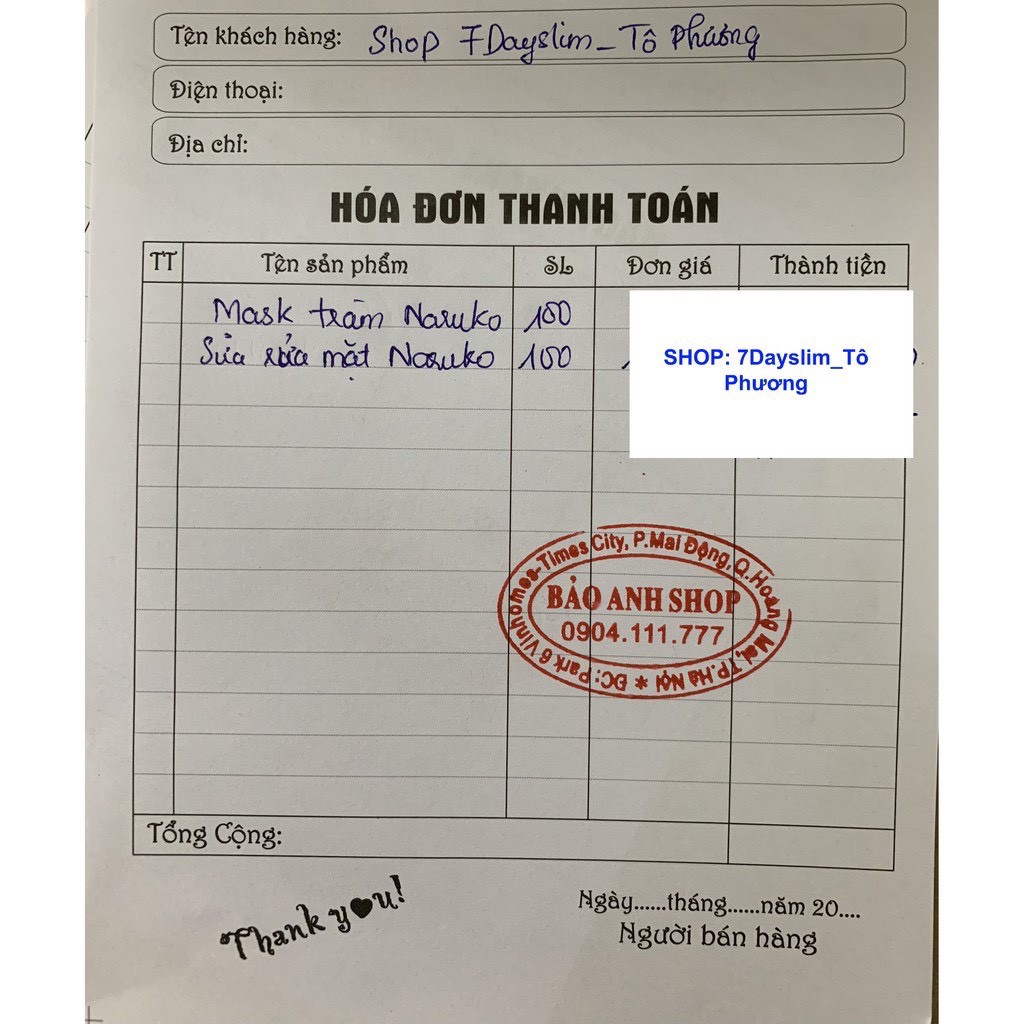 Tên khách hàng: Shop 7Dayslim_Tô Phương
Điện thoại:
Địa chỉ:
HÓA ĐƠN THANH TOÁN
TT Tên sản phẩm SL Đơn giá Thành tiền
Mask tràm Naruko 100
Sữa rửa mặt Naruko 100
SHOP: 7Dayslim_Tô
Phương
ĐC: Park 6 Vinhomes-Times City, P.Mai Động, Q.Hoàng Mai, TP.Hà Nội *
BẢO ANH SHOP
0904.111.777
Tổng Cộng:
Thank you!
Ngày......tháng......năm 20....
Người bán hàng